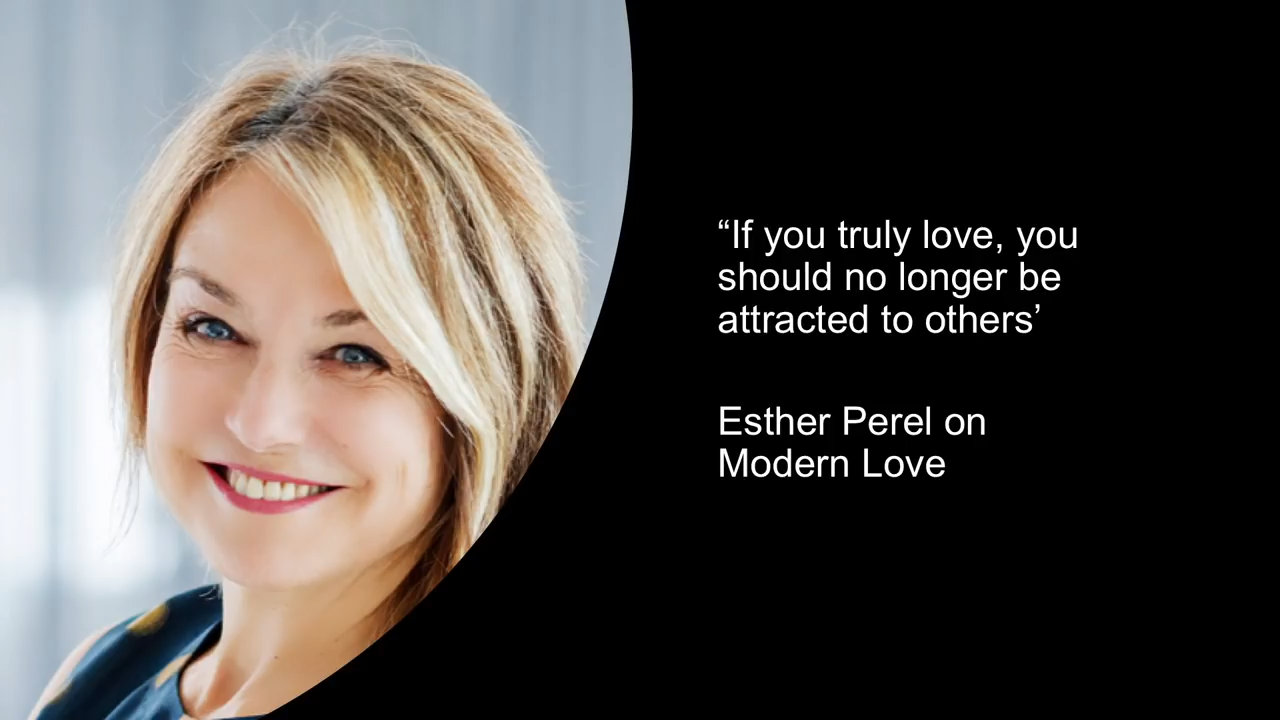 “If you truly love, you
should no longer be
attracted to others’
Esther Perel on
Modern Love